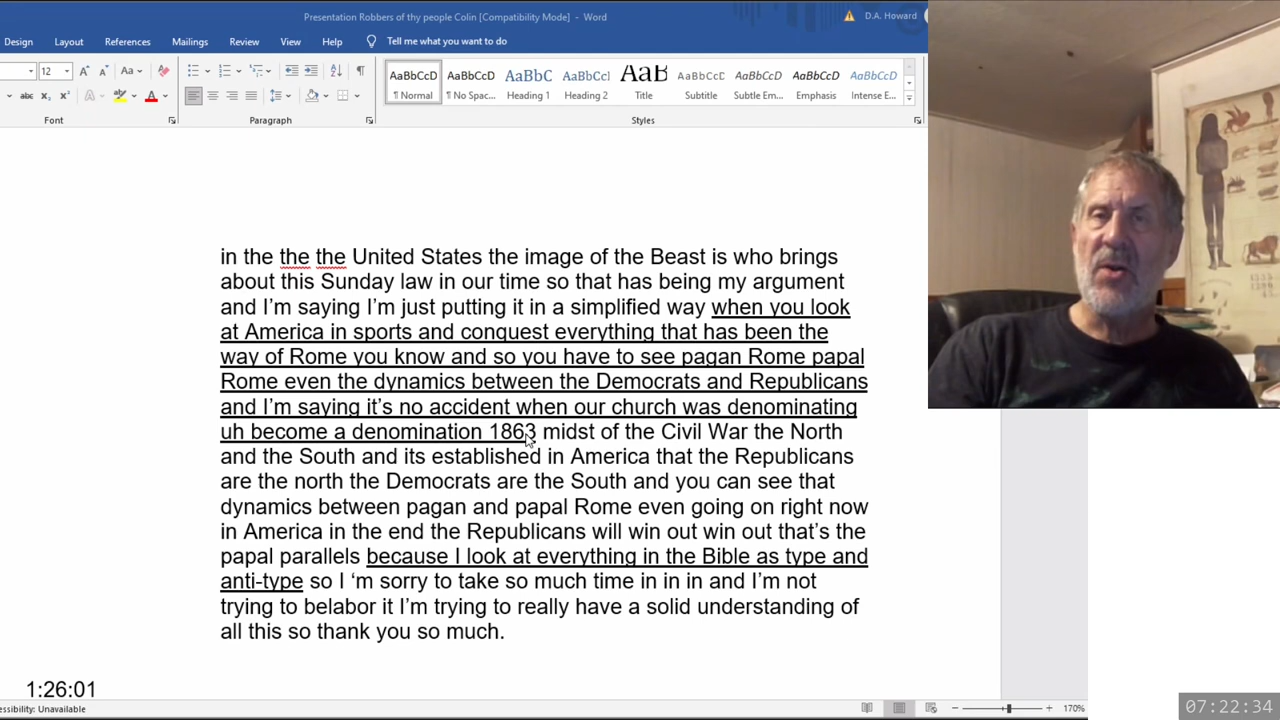 Presentation Robbers of thy people Colin [Compatibility Mode] - Word
D.A. Howard
Design Layout References Mailings Review View Help Tell me what you want to do
12 Aa
AaBbCcD AaBbCcD AaBbC AaBbCcl AaB AaBbCcD AaBbCcD AaBbCcD AaBbCcD
¶ Normal ¶ No Spac... Heading 1 Heading 2 Title Subtitle Subtle Em... Emphasis Intense E...
Font Paragraph Styles
in the the the United States the image of the Beast is who brings
about this Sunday law in our time so that has being my argument
and I’m saying I’m just putting it in a simplified way when you look
at America in sports and conquest everything that has been the
way of Rome you know and so you have to see pagan Rome papal
Rome even the dynamics between the Democrats and Republicans
and I’m saying it’s no accident when our church was denominating
uh become a denomination 1863 midst of the Civil War the North
and the South and its established in America that the Republicans
are the north the Democrats are the South and you can see that
dynamics between pagan and papal Rome even going on right now
in America in the end the Republicans will win out win out that’s the
papal parallels because I look at everything in the Bible as type and
anti-type so I ‘m sorry to take so much time in in in and I’m not
trying to belabor it I’m trying to really have a solid understanding of
all this so thank you so much.
1:26:01
essibility: Unavailable
170%
07:22:34